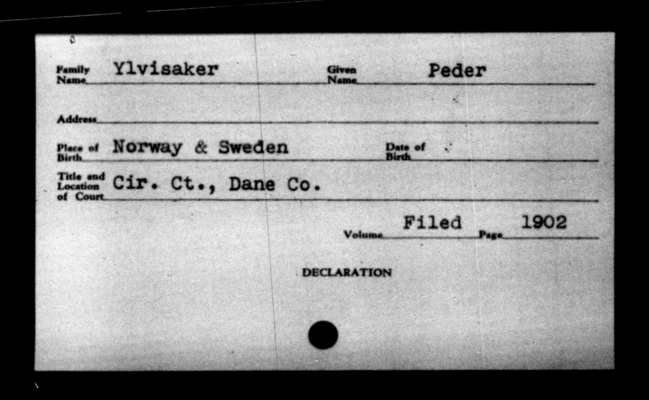 Family Name Ylvisaker Given Name Peder
Address
Place of Birth Norway & Sweden Date of Birth
Title and Location of Court Cir. Ct., Dane Co.
Volume Filed Page 1902
DECLARATION